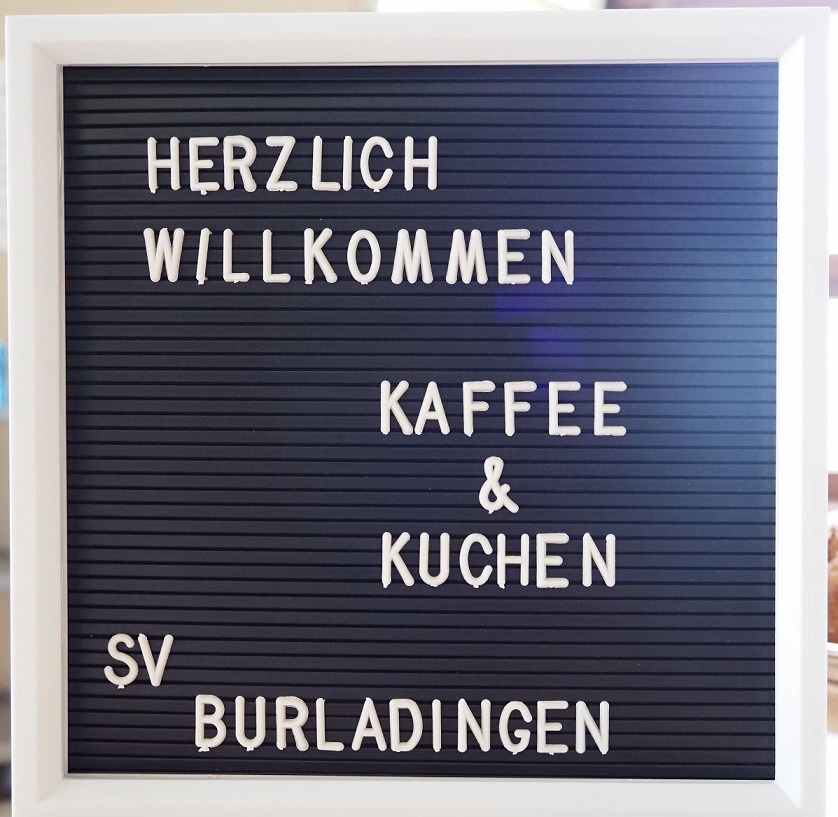 HERZLICH
WILLKOMMEN
KAFFEE
&
KUCHEN
SV
BURLADINGEN